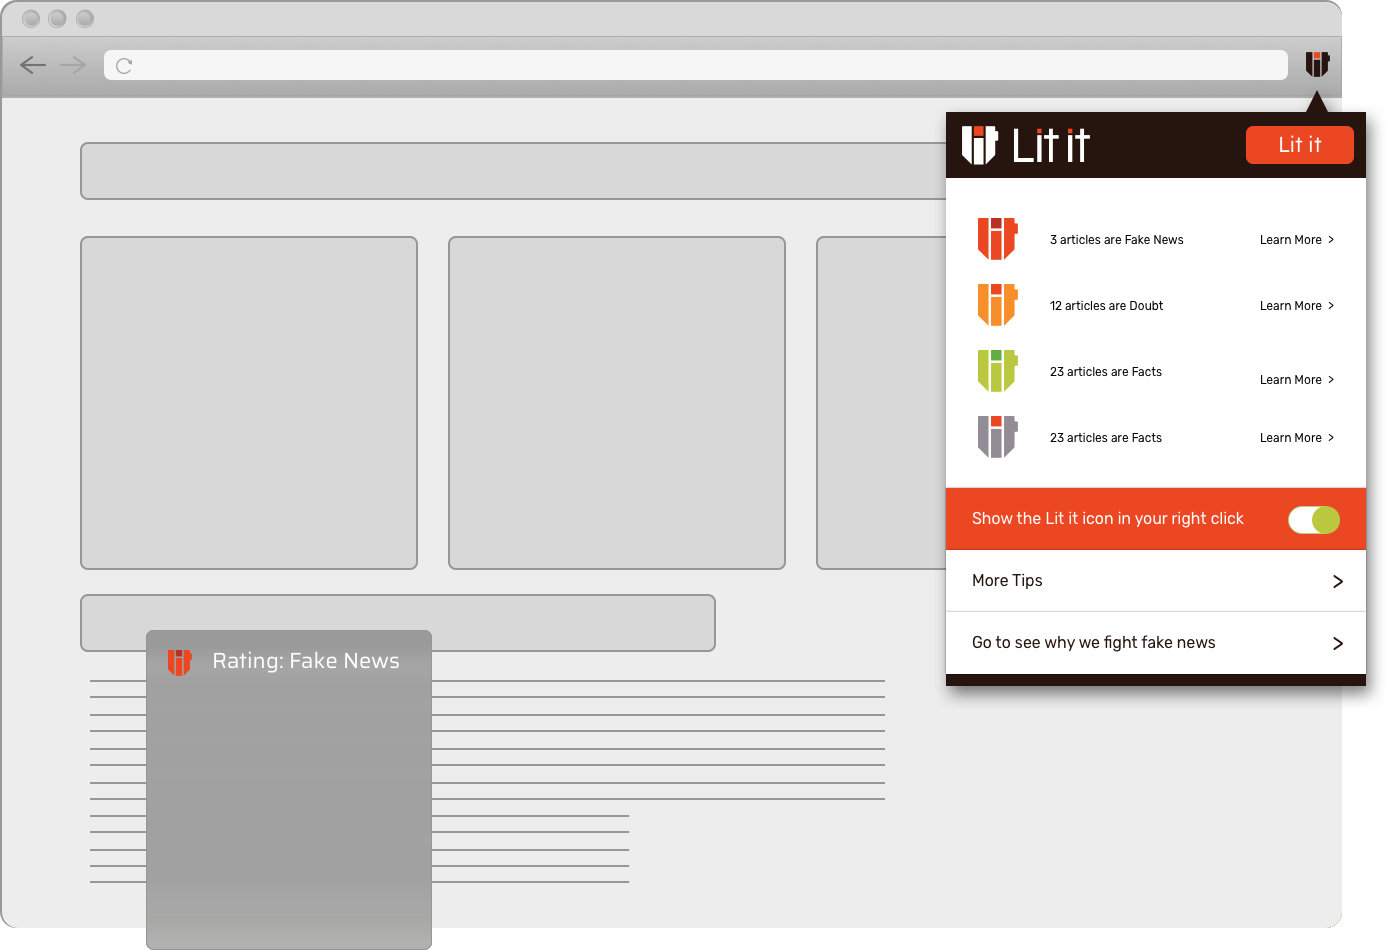 Lit it
Lit it
3 articles are Fake News
Learn More >
12 articles are Doubt
Learn More >
23 articles are Facts
Learn More >
23 articles are Facts
Learn More >
Show the Lit it icon in your right click
More Tips >
Go to see why we fight fake news >
Rating: Fake News